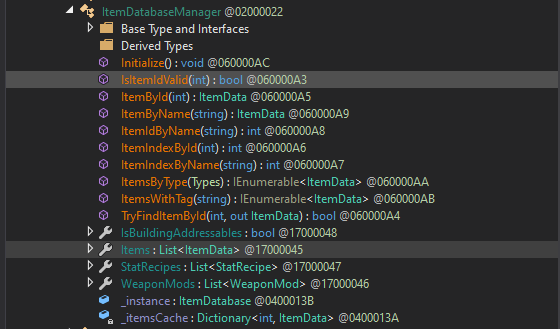 ItemDatabaseManager @02000022
Base Type and Interfaces
Derived Types
Initialize() : void @060000AC
IsItemIdValid(int) : bool @060000A3
ItemById(int) : ItemData @060000A5
ItemByName(string) : ItemData @060000A9
ItemIdByName(string) : int @060000A8
ItemIndexById(int) : int @060000A6
ItemIndexByName(string) : int @060000A7
ItemsByType(Types) : IEnumerable<ItemData> @060000AA
ItemsWithTag(string) : IEnumerable<ItemData> @060000AB
TryFindItemById(int, out ItemData) : bool @060000A4
IsBuildingAddressables : bool @17000048
Items : List<ItemData> @17000045
StatRecipes : List<StatRecipe> @17000047
WeaponMods : List<WeaponMod> @17000046
_instance : ItemDatabase @0400013B
_itemsCache : Dictionary<int, ItemData> @0400013A